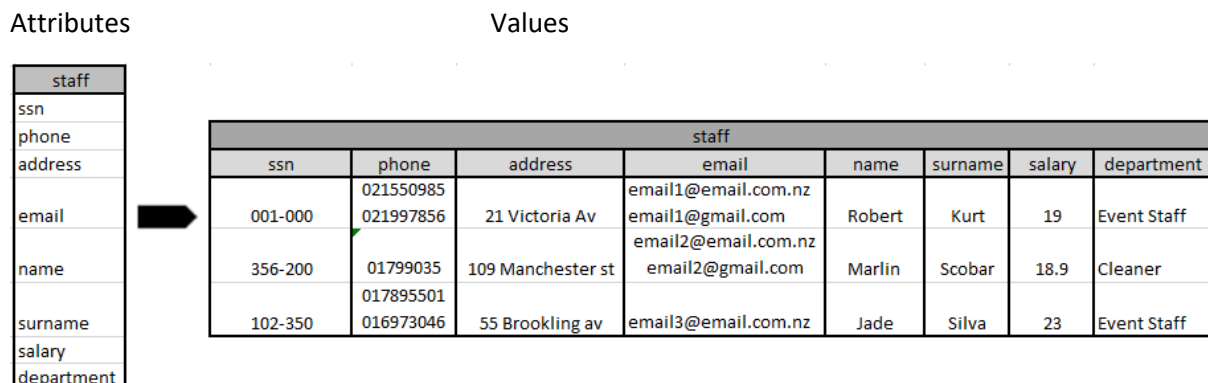 Attributes Values
staff
ssn
phone
address
email
name
surname
salary
department
staff
ssn phone address email name surname salary department
021550985 email1@email.com.nz
001-000 021997856 21 Victoria Av email1@gmail.com Robert Kurt 19 Event Staff
email2@email.com.nz
356-200 01799035 109 Manchester st email2@gmail.com Marlin Scobar 18.9 Cleaner
017895501
102-350 016973046 55 Brookling av email3@email.com.nz Jade Silva 23 Event Staff